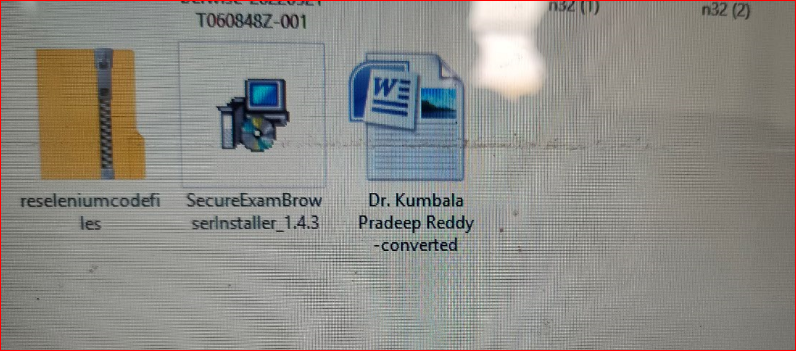 T060848Z-001
n32 (1)
n32 (2)
reseleniumcodefi
les
SecureExamBrow
serInstaller_1.4.3
Dr. Kumbala
Pradeep Reddy
-converted